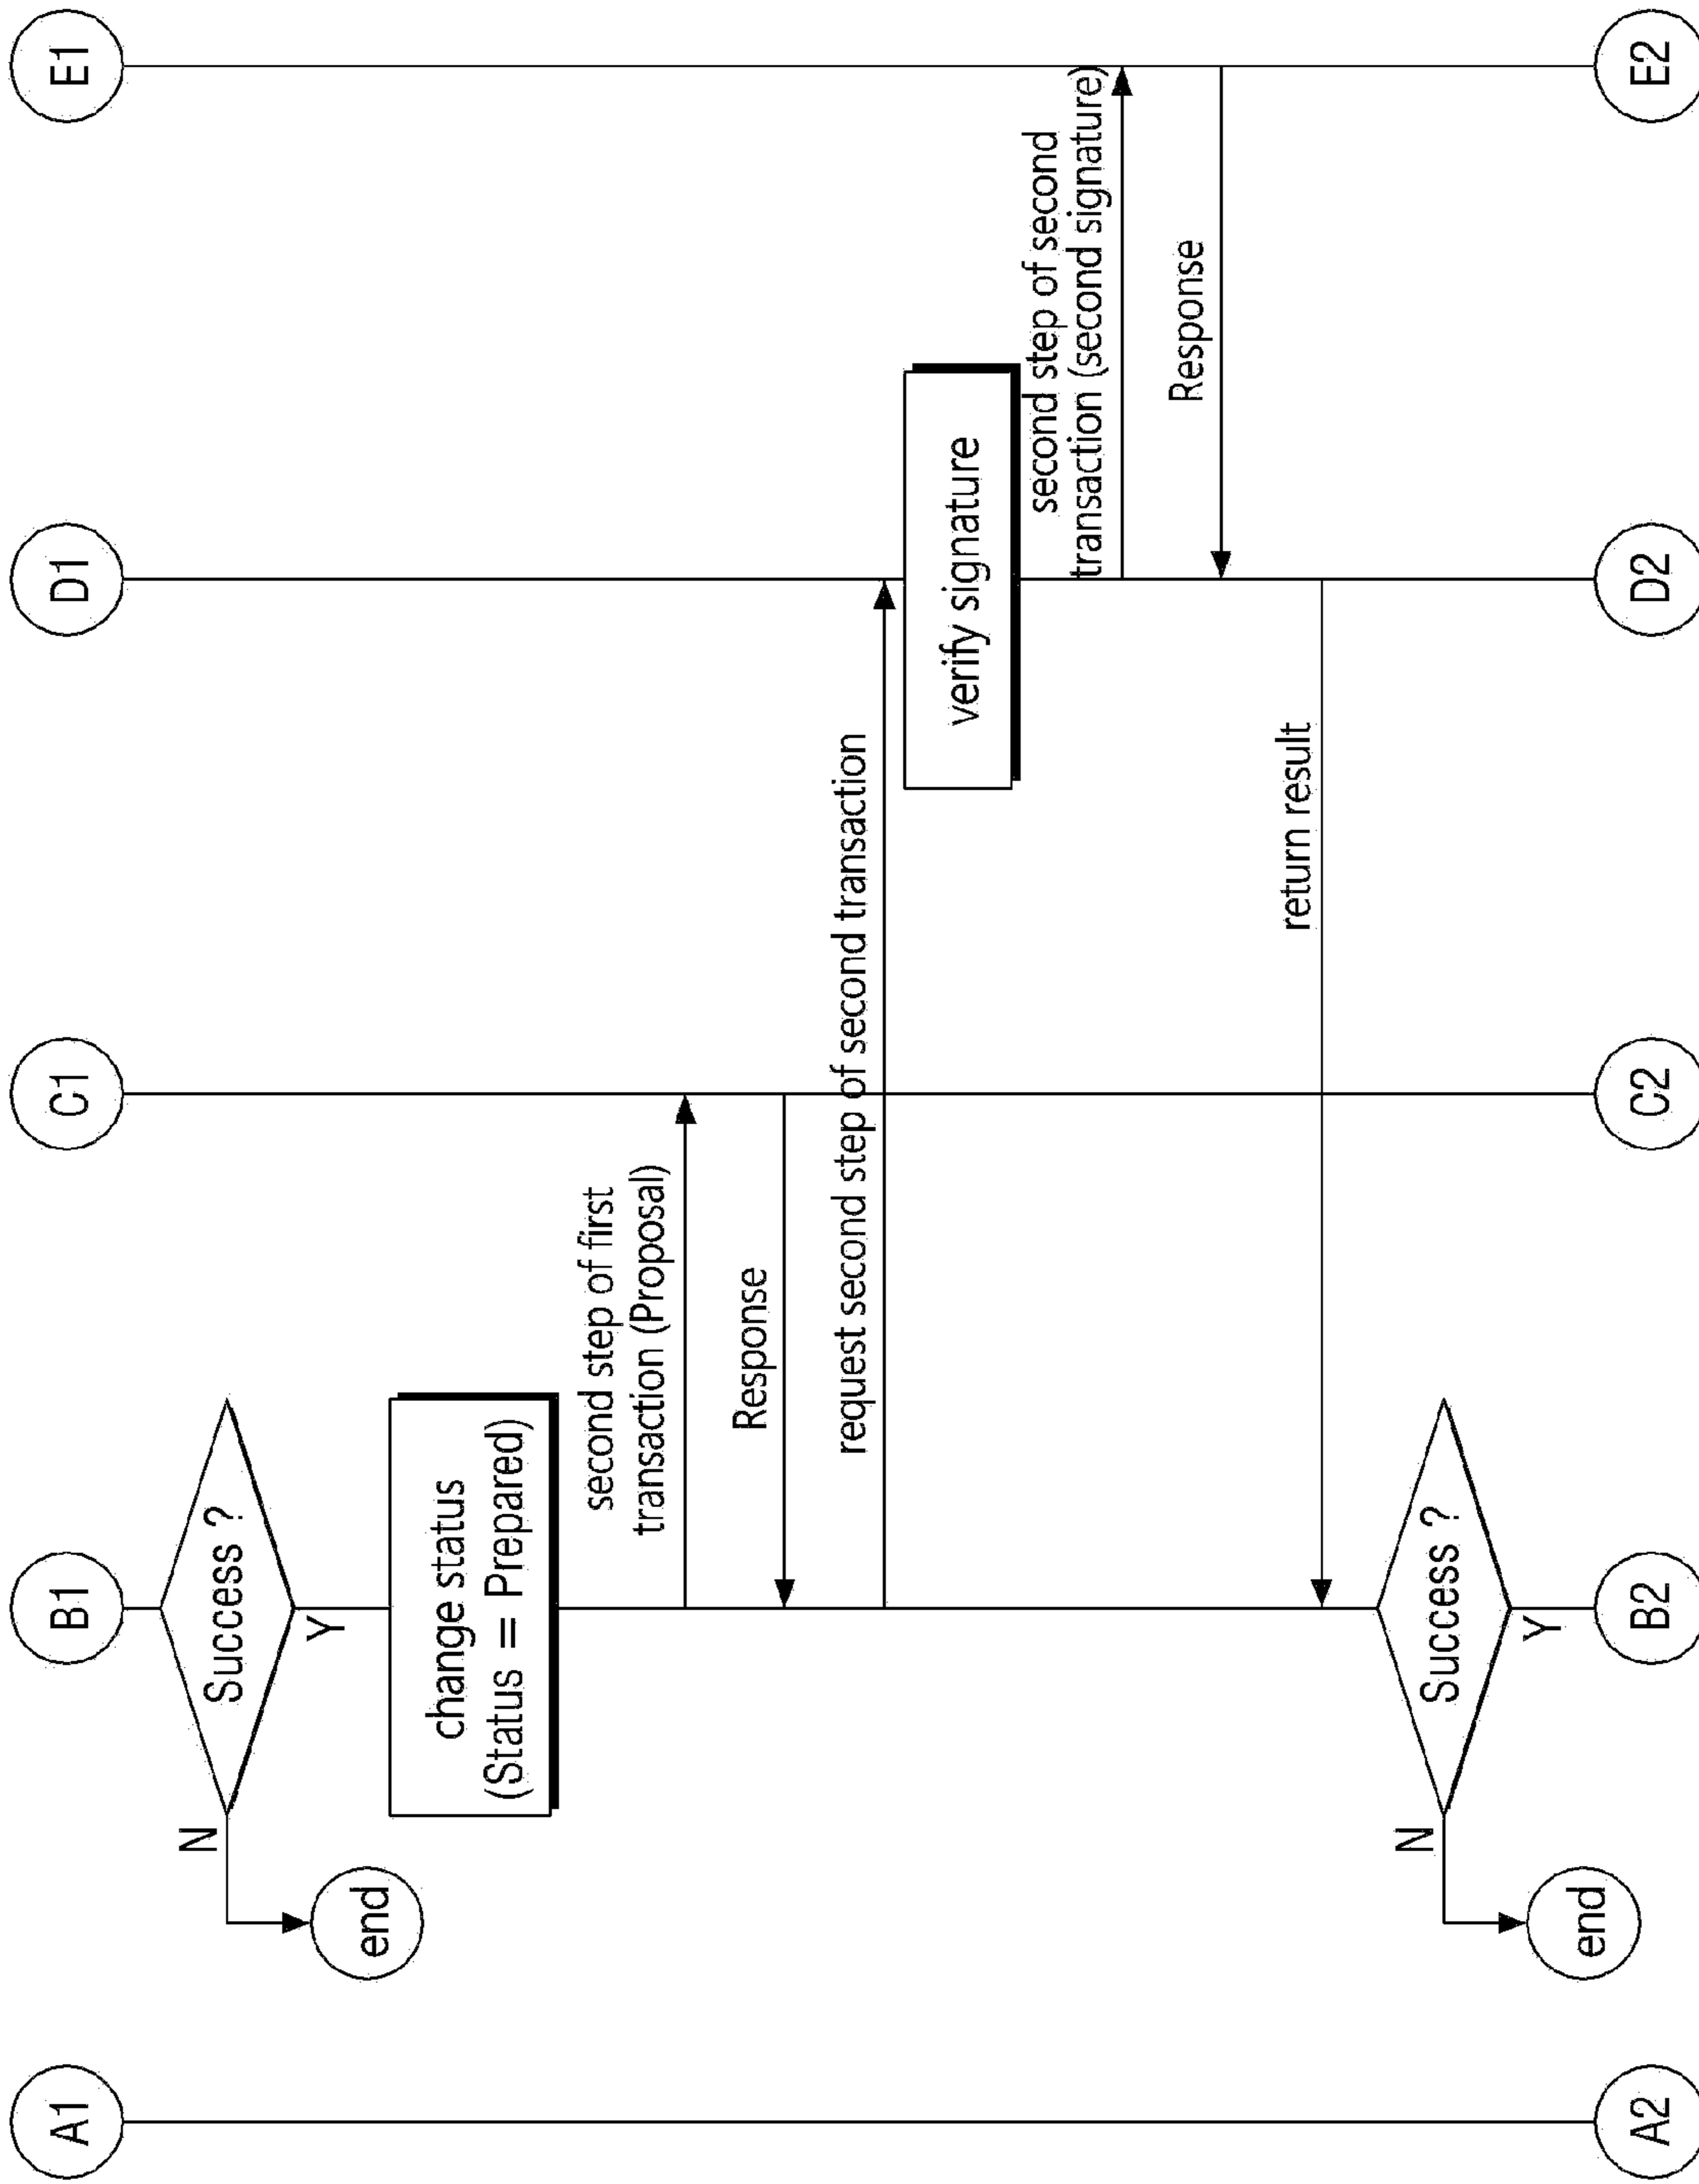 A1
B1
C1
D1
E1
Success ?
N
Y
end
change status
(Status = Prepared)
second step of first
transaction (Proposal)
Response
request second step of second transaction
verify signature
second step of second
transaction (second signature)
Response
return result
Success ?
N
Y
end
A2
B2
C2
D2
E2